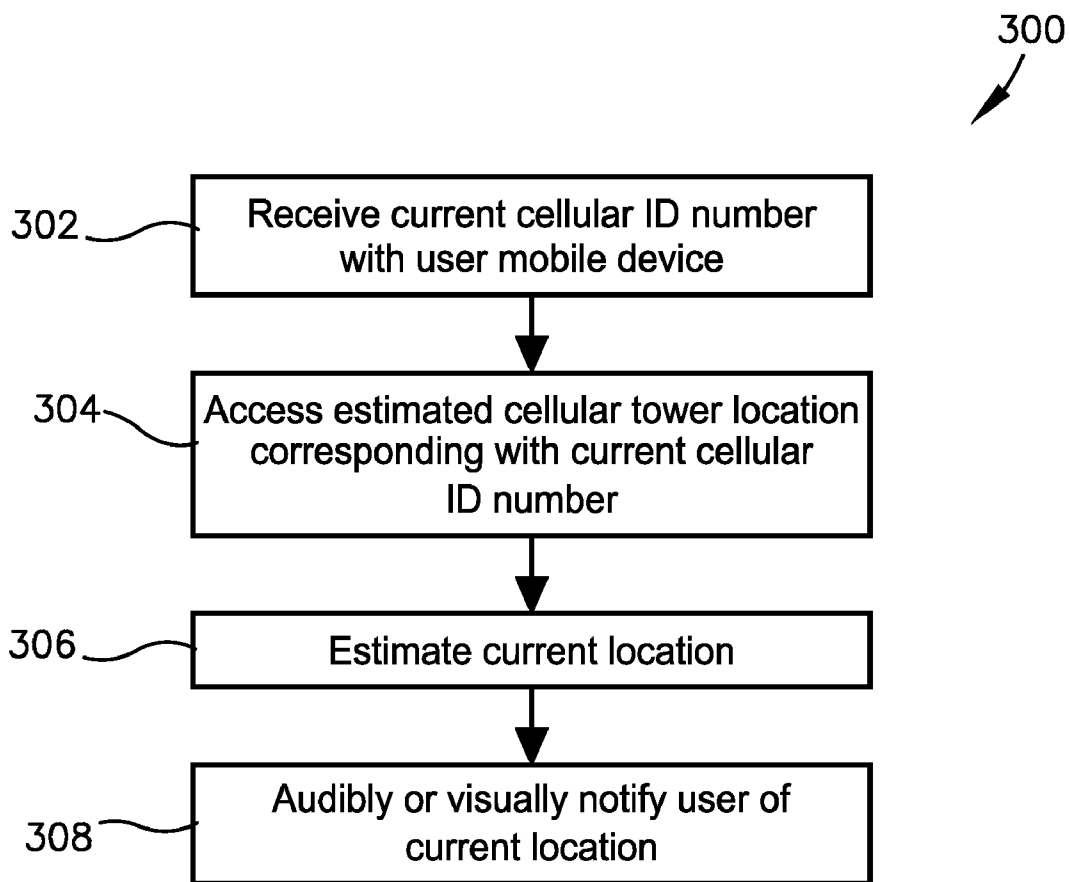 300
302
Receive current cellular ID number
with user mobile device
304
Access estimated cellular tower location
corresponding with current cellular
ID number
306
Estimate current location
308
Audibly or visually notify user of
current location